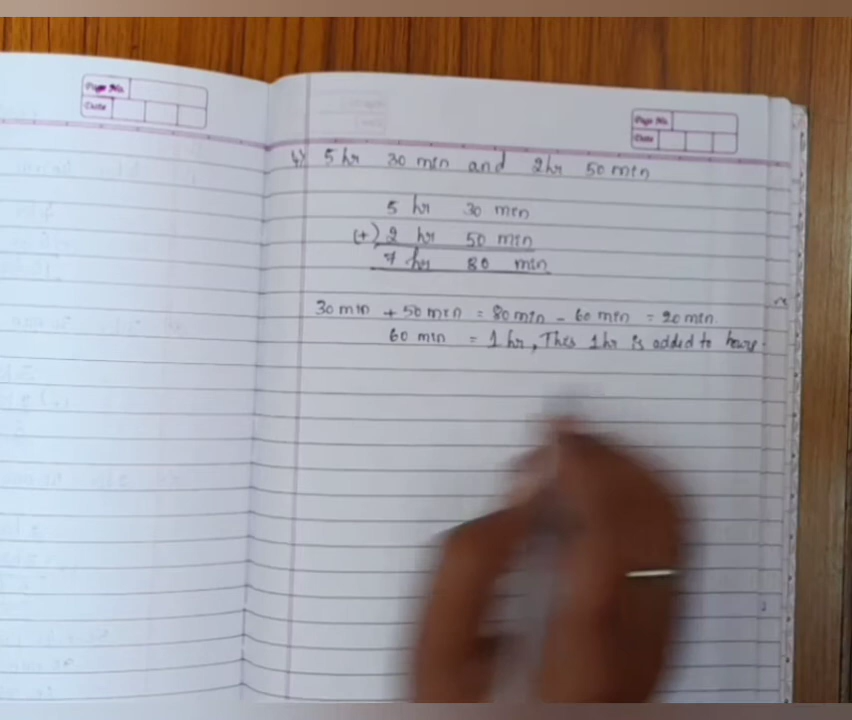 Page No.
Date
Page No.
Date
4) 5 hr 30 min and 2 hr 50 min
5 hr 30 min
(+) 2 hr 50 min
7 hr 80 min
30 min + 50 min = 80 min - 60 min = 20 min.
60 min = 1 hr, This 1 hr is added to hours.